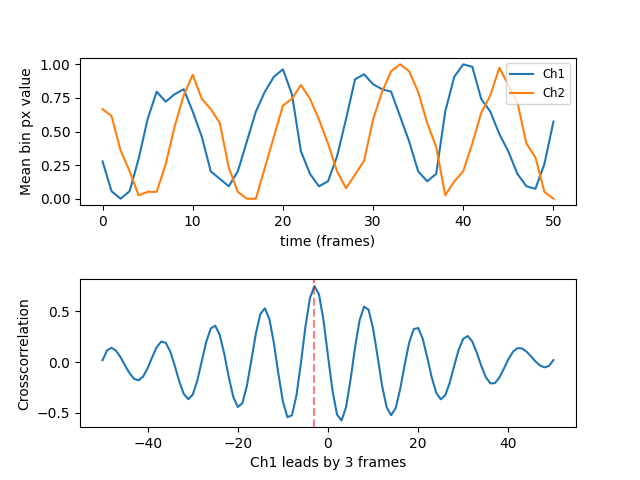 1.00
0.75
0.50
0.25
0.00
Mean bin px value
Ch1
Ch2
0 10 20 30 40 50
time (frames)
0.5
0.0
−0.5
Crosscorrelation
−40 −20 0 20 40
Ch1 leads by 3 frames